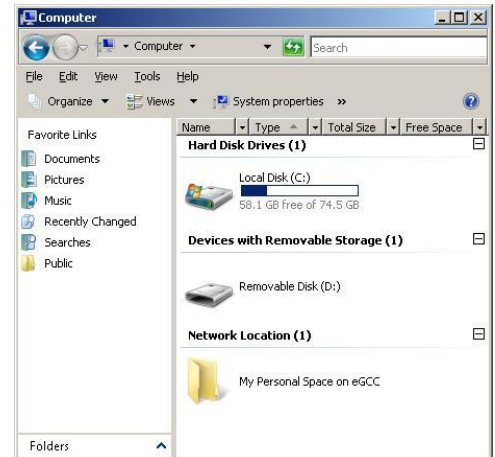 Computer
Computer
Search
File Edit View Tools Help
Organize Views System properties »
Favorite Links
Documents
Pictures
Music
Recently Changed
Searches
Public
Folders
Name Type Total Size Free Space
Hard Disk Drives (1)
Local Disk (C:)
58.1 GB free of 74.5 GB
Devices with Removable Storage (1)
Removable Disk (D:)
Network Location (1)
My Personal Space on eGCC